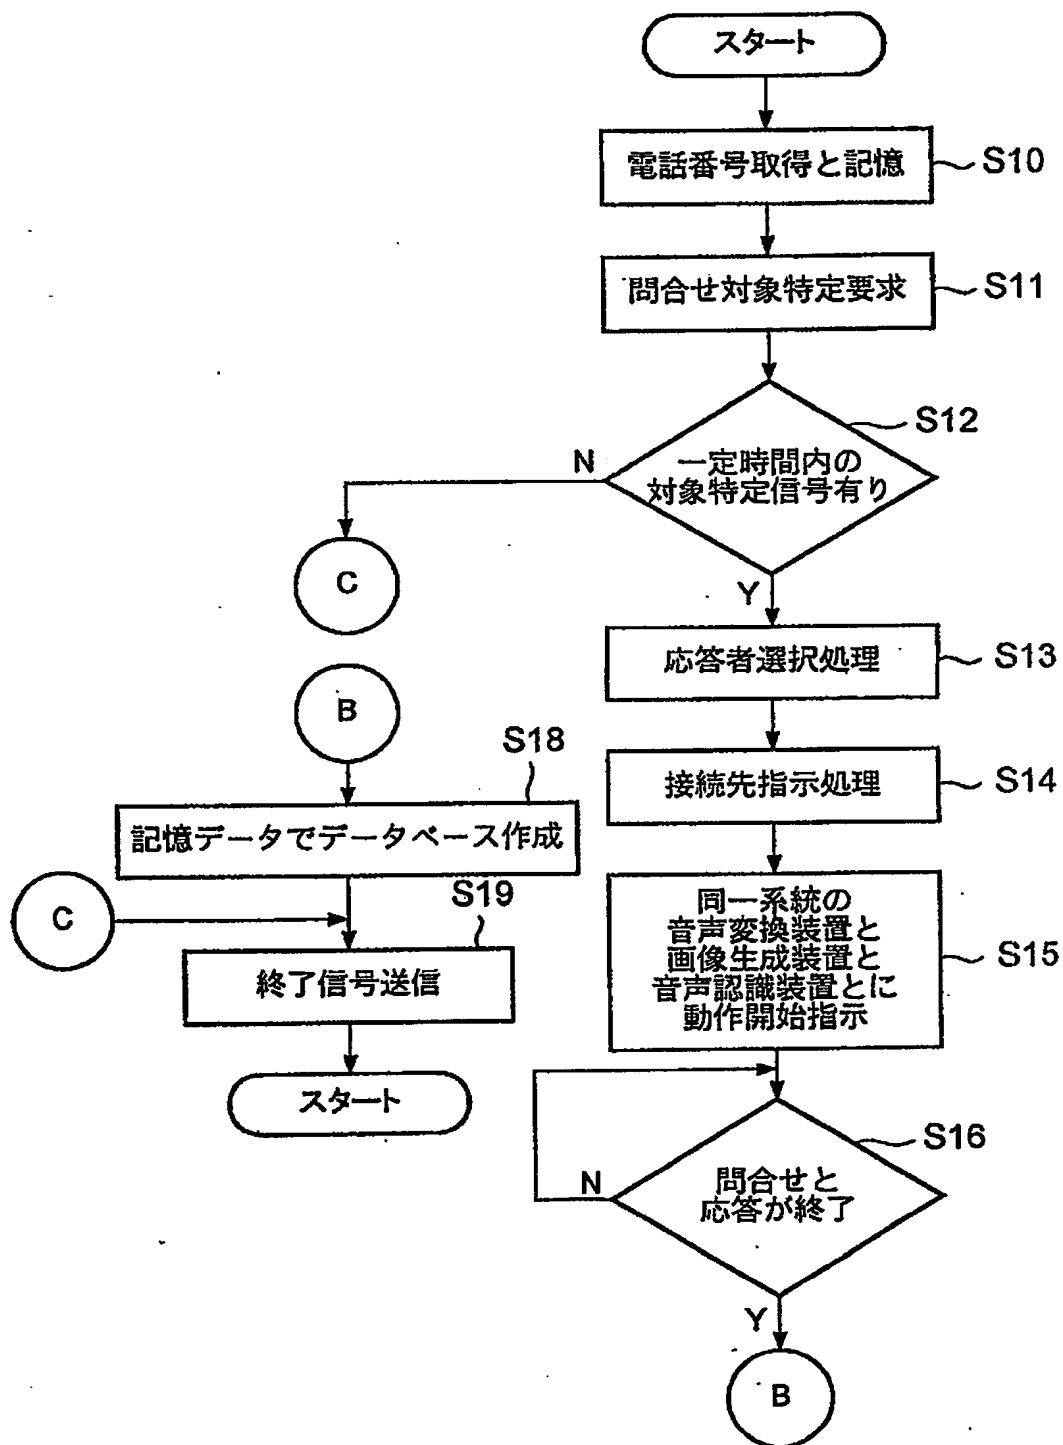 スタート
電話番号取得と記憶
S10
問合せ対象特定要求
S11
S12
一定時間内の
対象特定信号有り
N
C
Y
応答者選択処理
S13
B
接続先指示処理
S14
S18
記憶データでデータベース作成
C
S19
終了信号送信
スタート
同一系統の
音声変換装置と
画像生成装置と
音声認識装置とに
動作開始指示
S15
S16
問合せと
応答が終了
N
Y
B